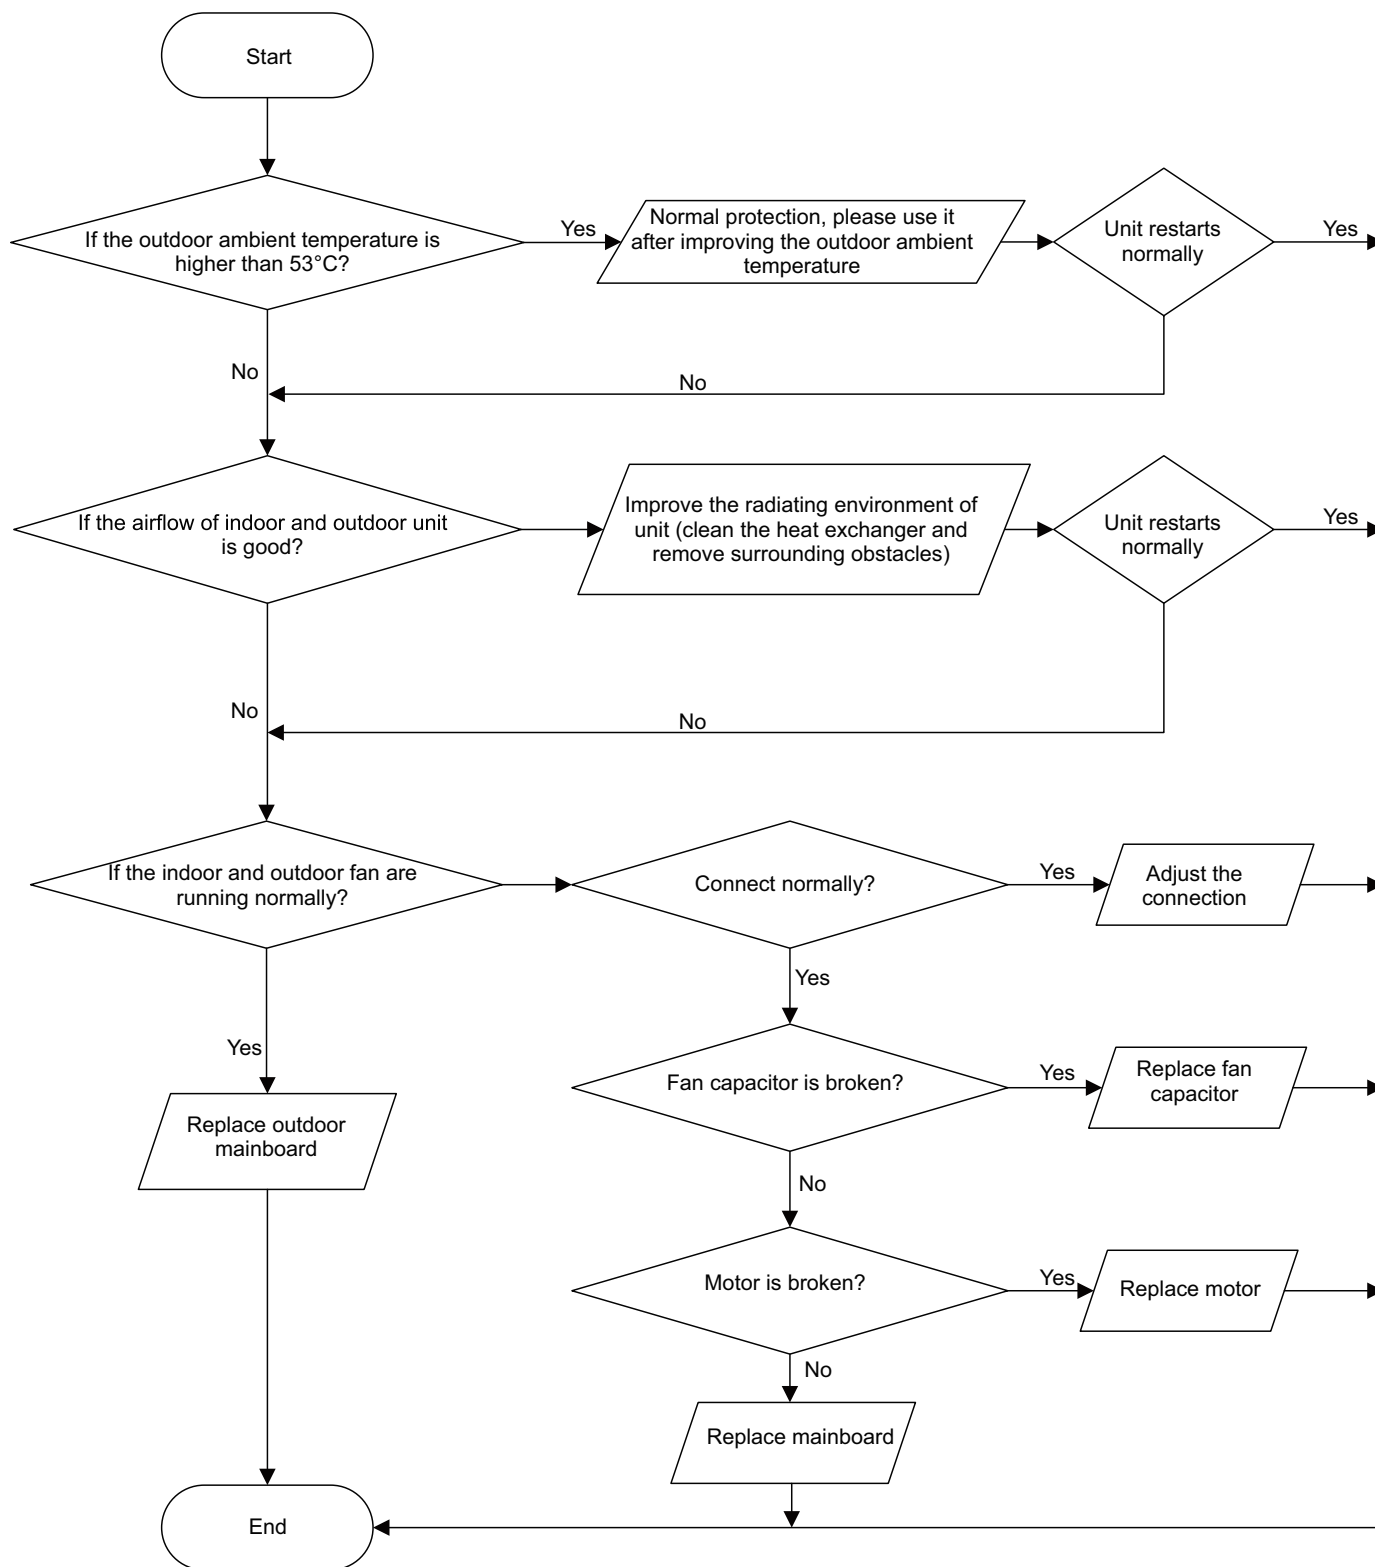 Start
If the outdoor ambient temperature is
higher than 53°C?
Yes
Normal protection, please use it
after improving the outdoor ambient
temperature
Unit restarts
normally
Yes
No
No
If the airflow of indoor and outdoor unit
is good?
Improve the radiating environment of
unit (clean the heat exchanger and
remove surrounding obstacles)
Unit restarts
normally
Yes
No
No
If the indoor and outdoor fan are
running normally?
Connect normally?
Yes
Adjust the
connection
Yes
Yes
Fan capacitor is broken?
Yes
Replace fan
capacitor
Replace outdoor
mainboard
No
Motor is broken?
Yes
Replace motor
No
Replace mainboard
End